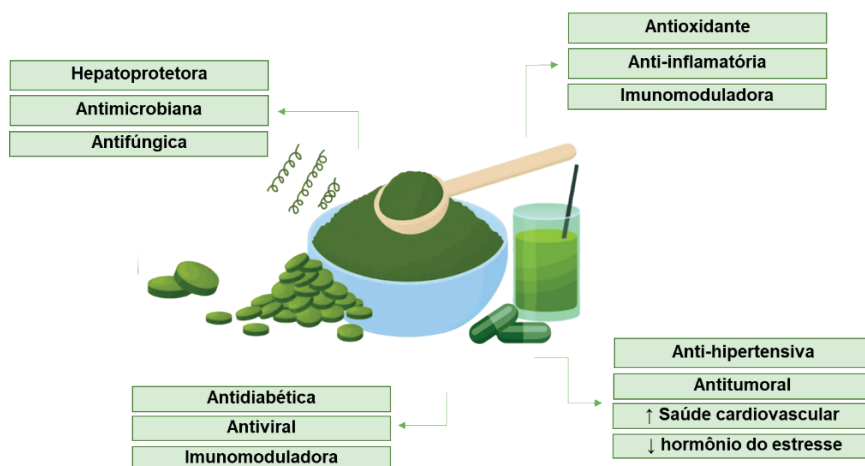 Hepatoprotetora
Antimicrobiana
Antifúngica
Antioxidante
Anti-inflamatória
Imunomoduladora
Antidiabética
Antiviral
Imunomoduladora
Anti-hipertensiva
Antitumoral
↑ Saúde cardiovascular
↓ hormônio do estresse